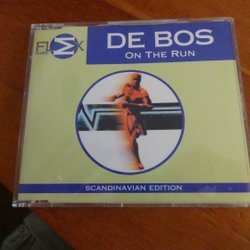 DE BOS
ON THE RUN
SCANDINAVIAN EDITION